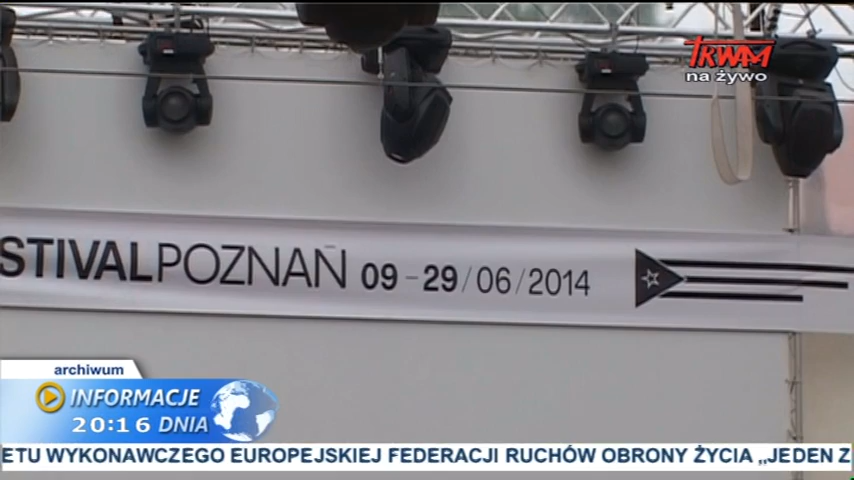 TRWAM
na żywo
STIVALPOZNAŃ 09 – 29/06/2014
archiwum
INFORMACJE
20:16 DNIA
ETU WYKONAWCZEGO EUROPEJSKIEJ FEDERACJI RUCHÓW OBRONY ŻYCIA „JEDEN Z